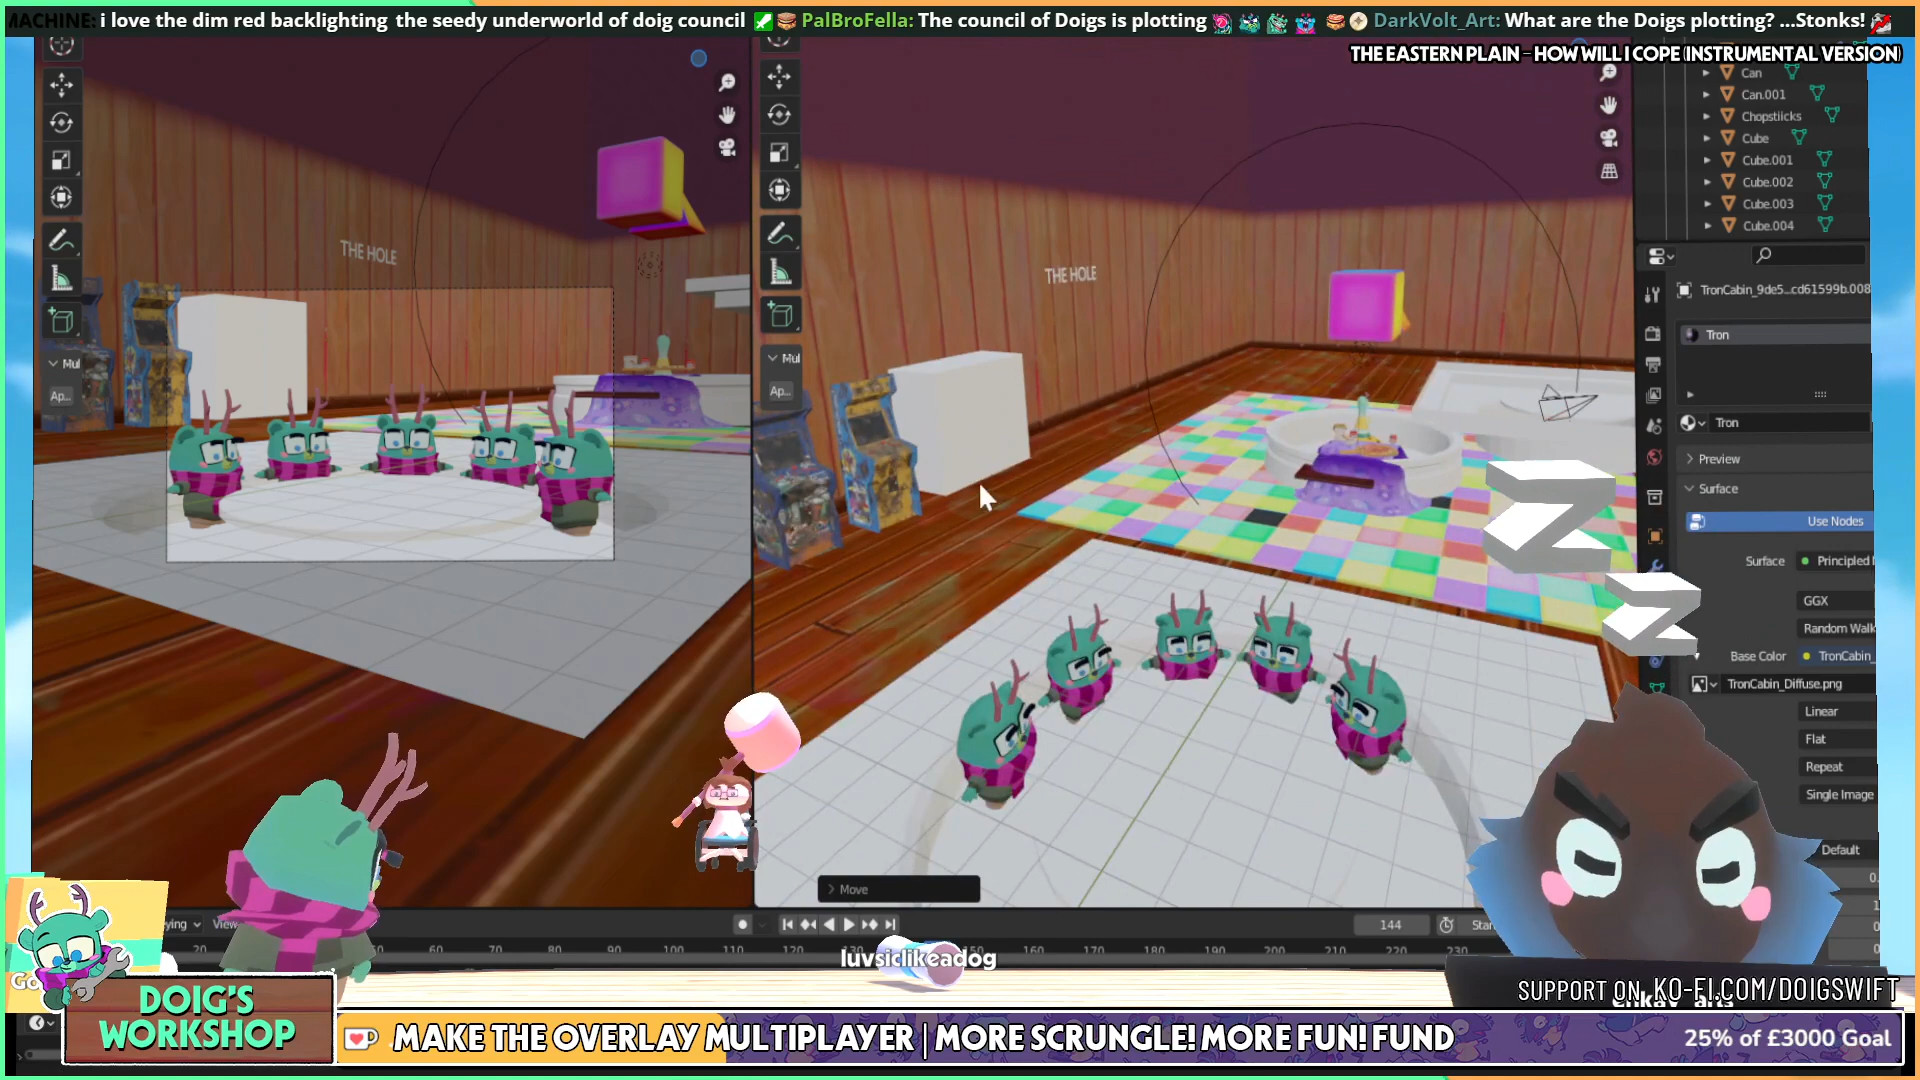 MACHINE: i love the dim red backlighting the seedy underworld of doig council PalBroFella: The council of Doigs is plotting DarkVolt_Art: What are the Doigs plotting? ...Stonks!
THE EASTERN PLAIN - HOW WILL I COPE (INSTRUMENTAL VERSION)
Can
Can.001
Chopstiicks
Cube
Cube.001
Cube.002
Cube.003
Cube.004
THE HOLE
THE HOLE
Mul
Ap...
Mul
Ap...
TronCabin_9de5...cd61599b.008
Tron
Tron
Preview
Surface
Use Nodes
Surface
Principled
GGX
Random Walk
Base Color
TronCabin_
TronCabin_Diffuse.png
Linear
Flat
Repeat
Single Image
Default
Z
Z
Move
View
144
Star
20
50
60
70
80
90
100
110
120
130
150
160
170
180
190
200
210
220
230
luvsiclikeadog
DOIG'S
WORKSHOP
SUPPORT ON KO-FI.COM/DOIGSWIFT
MAKE THE OVERLAY MULTIPLAYER | MORE SCRUNGLE! MORE FUN! FUND
25% of £3000 Goal